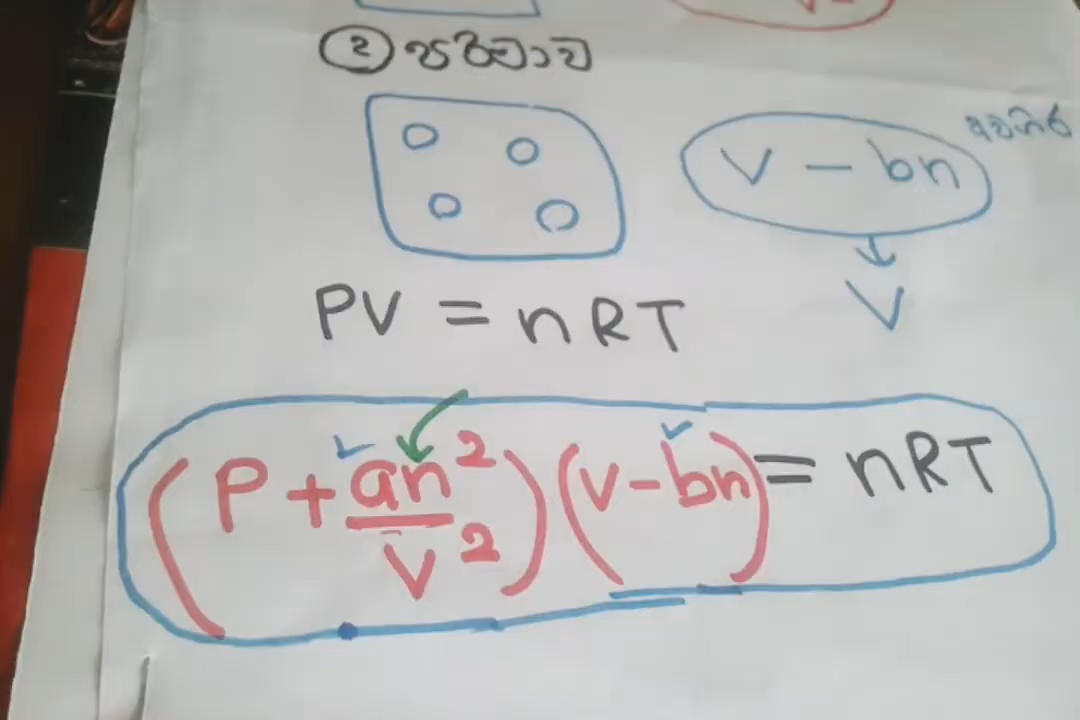 ② පරිමාව
V - bn
V
PV = nRT
(P + an²/V²)(V - bn) = nRT